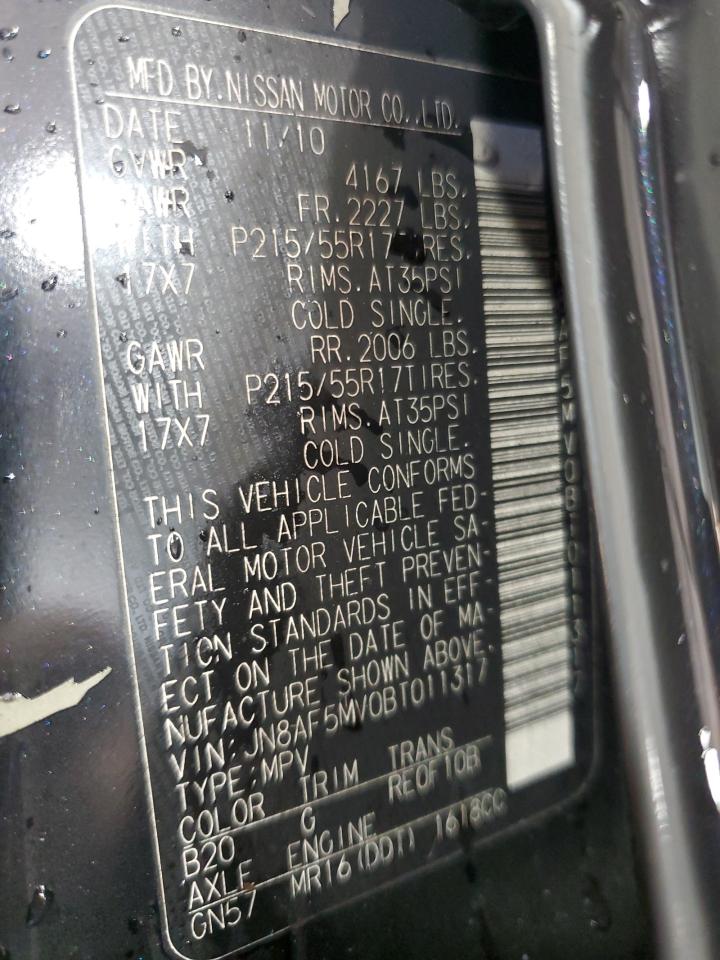 MFD BY.NISSAN MOTOR CO.,LTD.
DATE 11/10
GVWR 4167 LBS.
GAWR FR.2227 LBS.
WITH P215/55R17TIRES.
17X7 RIMS.AT35PSI
COLD SINGLE.
GAWR RR.2006 LBS.
WITH P215/55R17TIRES.
17X7 RIMS.AT35PSI
COLD SINGLE.
THIS VEHICLE CONFORMS
TO ALL APPLICABLE FED-
ERAL MOTOR VEHICLE SA-
FETY AND THEFT PREVEN-
TION STANDARDS IN EFF-
ECT ON THE DATE OF MA-
NUFACTURE SHOWN ABOVE.
VIN:JN8AF5MV0BT011317
TYPE:MPV
COLOR TRIM TRANS
B20 G RE0F10B
AXLE ENGINE
GN57 MR16(DDT) 1618CC